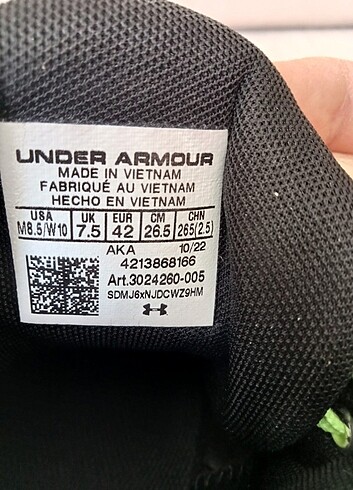 UNDER ARMOUR
MADE IN VIETNAM
FABRIQUÉ AU VIETNAM
HECHO EN VIETNAM
USA UK EUR CM CHN
M8.5/W10 7.5 42 26.5 265(2.5)
AKA 10/22
4213868166
Art.3024260-005
SDMJ6xNJDCWZ9HM